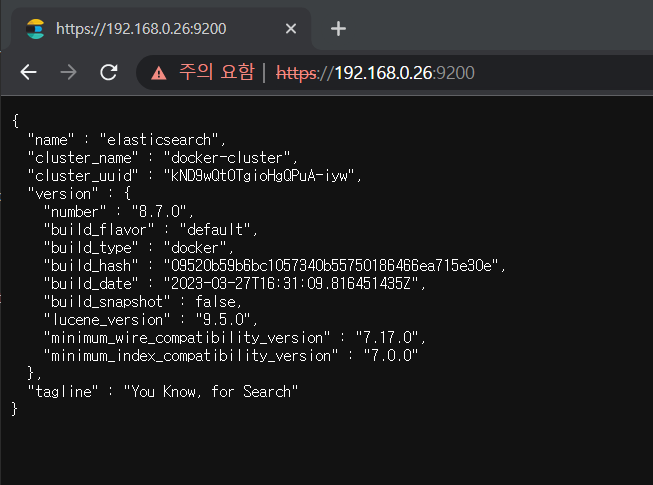 https://192.168.0.26:9200
주의 요함 | https://192.168.0.26:9200
{
  "name" : "elasticsearch",
  "cluster_name" : "docker-cluster",
  "cluster_uuid" : "kND9wQtOTgioHgQPuA-iyw",
  "version" : {
    "number" : "8.7.0",
    "build_flavor" : "default",
    "build_type" : "docker",
    "build_hash" : "09520b59b6bc1057340b55750186466ea715e30e",
    "build_date" : "2023-03-27T16:31:09.816451435Z",
    "build_snapshot" : false,
    "lucene_version" : "9.5.0",
    "minimum_wire_compatibility_version" : "7.17.0",
    "minimum_index_compatibility_version" : "7.0.0"
  },
  "tagline" : "You Know, for Search"
}